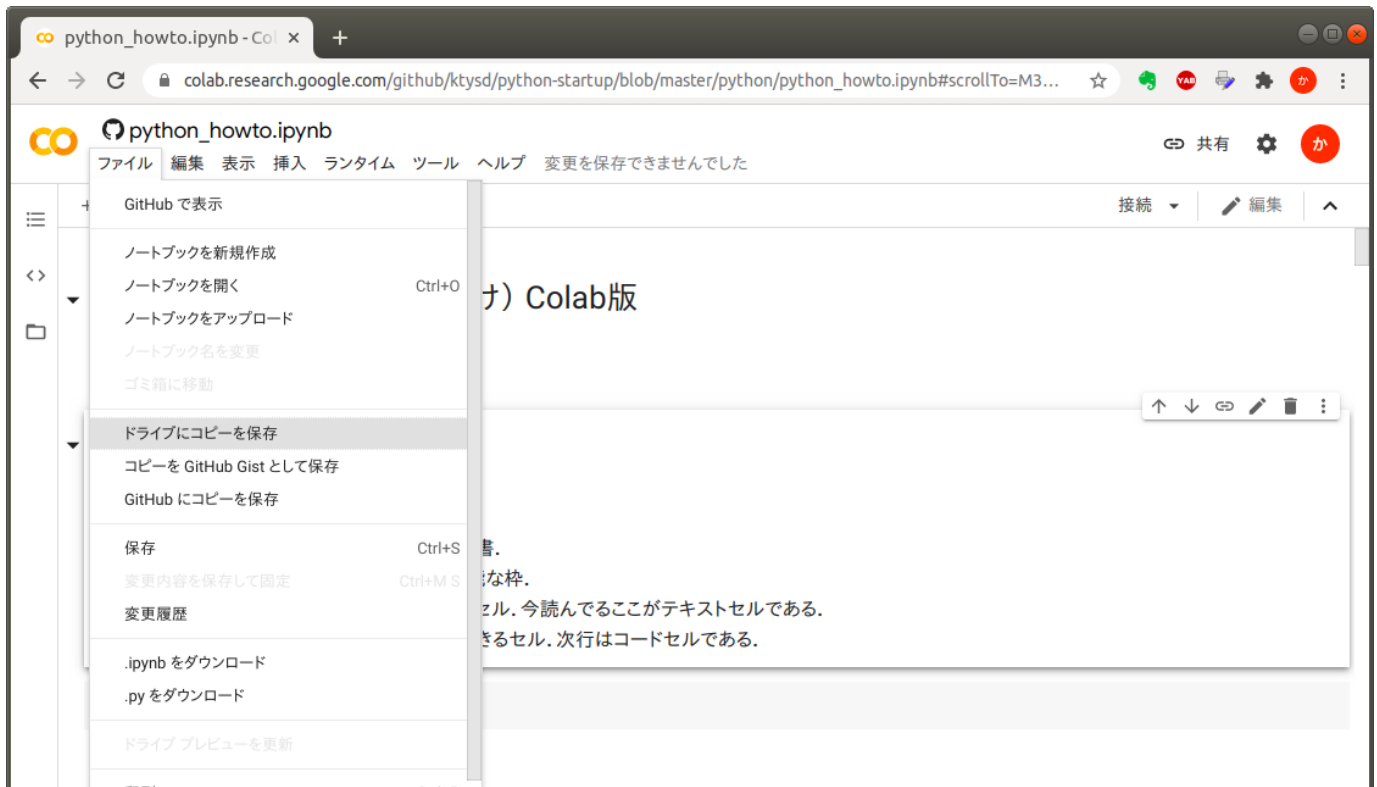 python_howto.ipynb - Col
colab.research.google.com/github/ktysd/python-startup/blob/master/python/python_howto.ipynb#scrollTo=M3...
YAB
か
python_howto.ipynb
共有
か
ファイル 編集 表示 挿入 ランタイム ツール ヘルプ 変更を保存できませんでした
GitHub で表示
接続
編集
ノートブックを新規作成
ノートブックを開く Ctrl+O
け）Colab版
ノートブックをアップロード
ノートブック名を変更
ゴミ箱に移動
ドライブにコピーを保存
コピーを GitHub Gist として保存
GitHub にコピーを保存
保存 Ctrl+S
書．
変更内容を保存して固定 Ctrl+M S
な枠．
変更履歴
セル．今読んでるここがテキストセルである．
きるセル．次行はコードセルである．
.ipynb をダウンロード
.py をダウンロード
ドライブ プレビューを更新